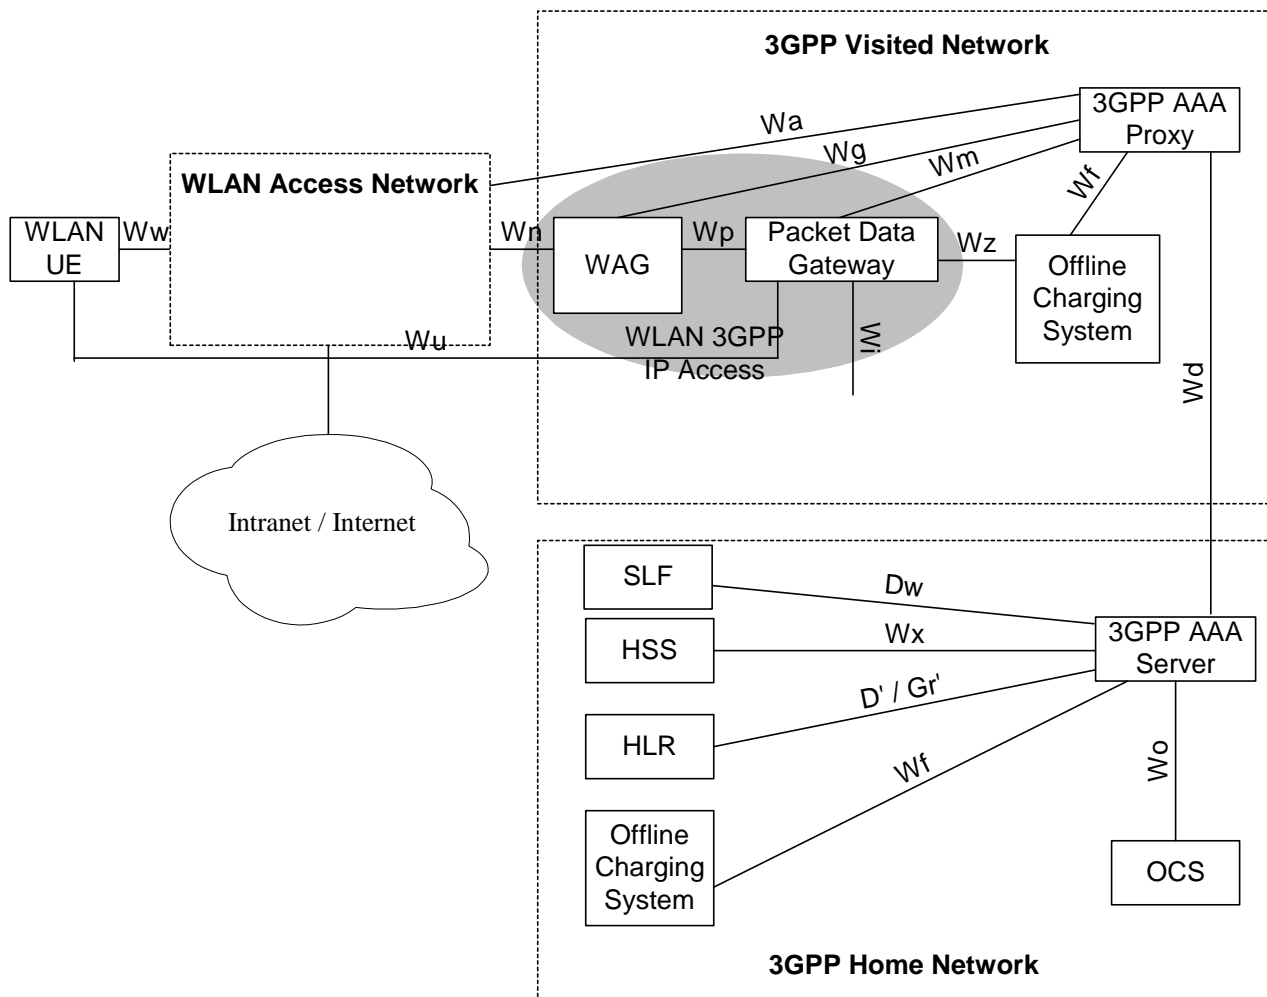 3GPP Visited Network
3GPP AAA
Proxy
Wa
Wg
Wm
Wf
WLAN Access Network
WLAN
UE
Ww
Wn
WAG
Wp
Packet Data
Gateway
Wz
Offline
Charging
System
Wu
WLAN 3GPP
IP Access
Wi
Wd
Intranet / Internet
SLF
Dw
HSS
Wx
3GPP AAA
Server
HLR
D' / Gr'
Wf
Wo
Offline
Charging
System
OCS
3GPP Home Network